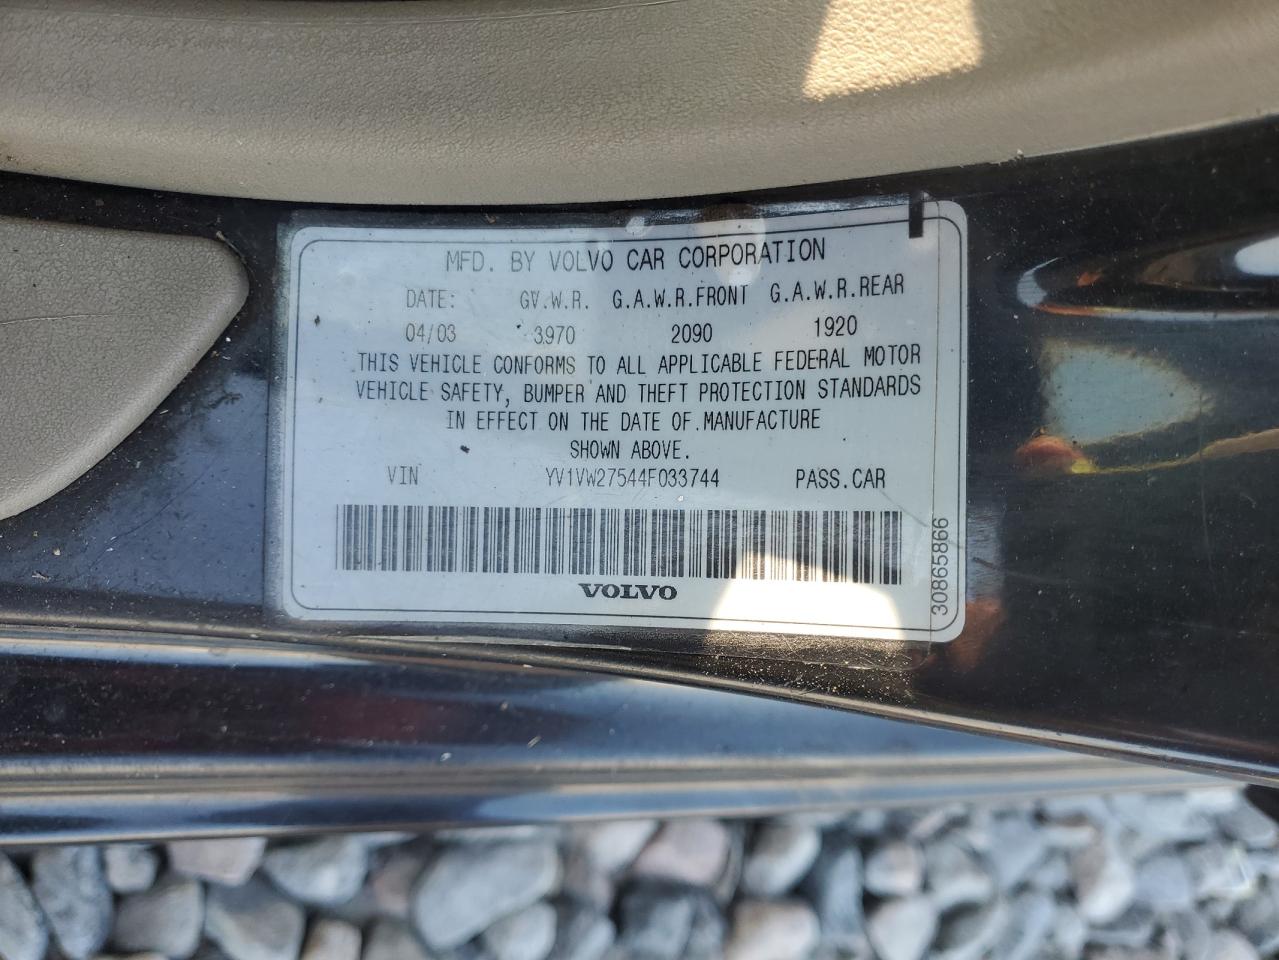 MFD. BY VOLVO CAR CORPORATION
DATE: GV.W.R. G.A.W.R.FRONT G.A.W.R.REAR
04/03 3970 2090 1920
THIS VEHICLE CONFORMS TO ALL APPLICABLE FEDERAL MOTOR
VEHICLE SAFETY, BUMPER AND THEFT PROTECTION STANDARDS
IN EFFECT ON THE DATE OF MANUFACTURE
SHOWN ABOVE.
VIN YV1VW27544F033744 PASS.CAR
VOLVO
30865866